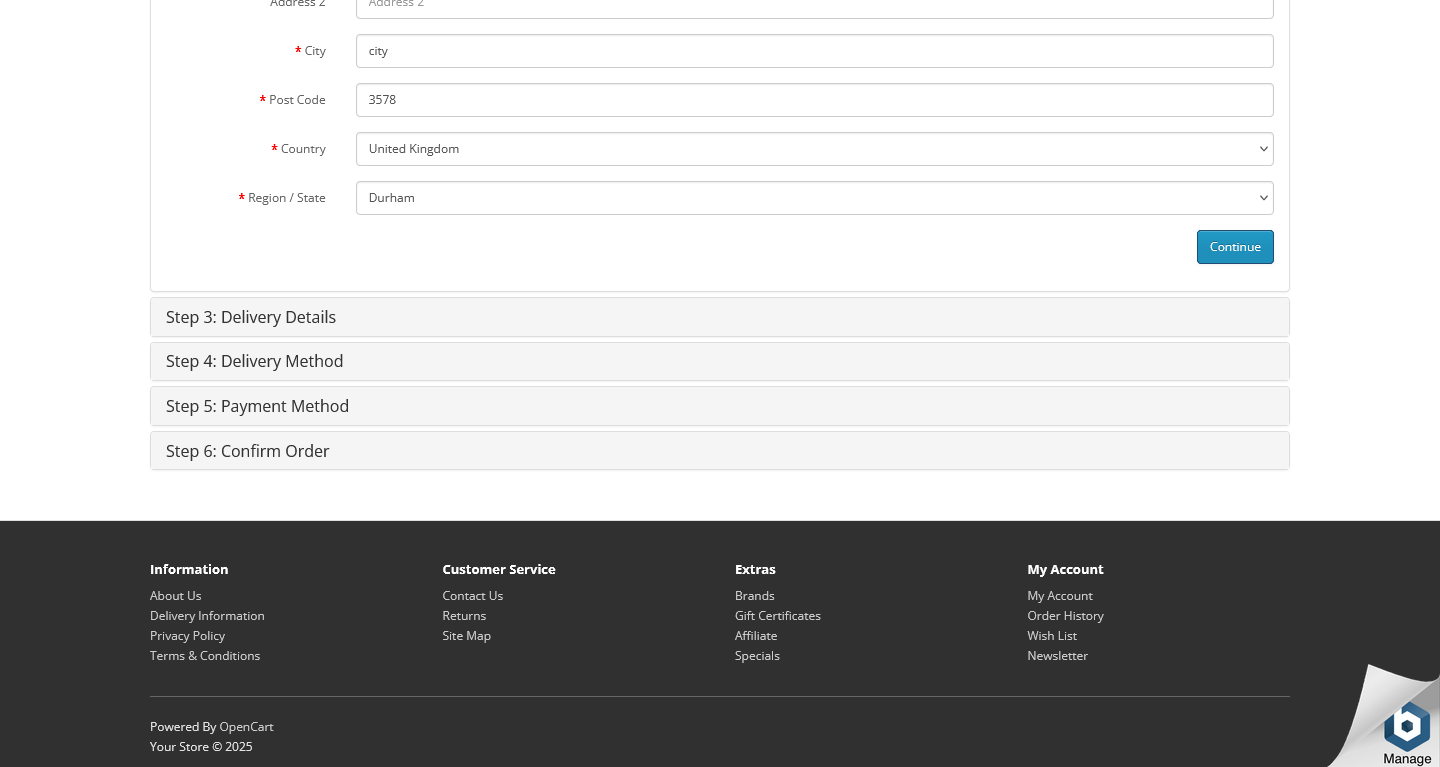 Address 2
Address 2
* City
city
* Post Code
3578
* Country
United Kingdom
* Region / State
Durham
Continue
Step 3: Delivery Details
Step 4: Delivery Method
Step 5: Payment Method
Step 6: Confirm Order
Information
About Us
Delivery Information
Privacy Policy
Terms & Conditions
Customer Service
Contact Us
Returns
Site Map
Extras
Brands
Gift Certificates
Affiliate
Specials
My Account
My Account
Order History
Wish List
Newsletter
Powered By OpenCart
Your Store © 2025
Manage